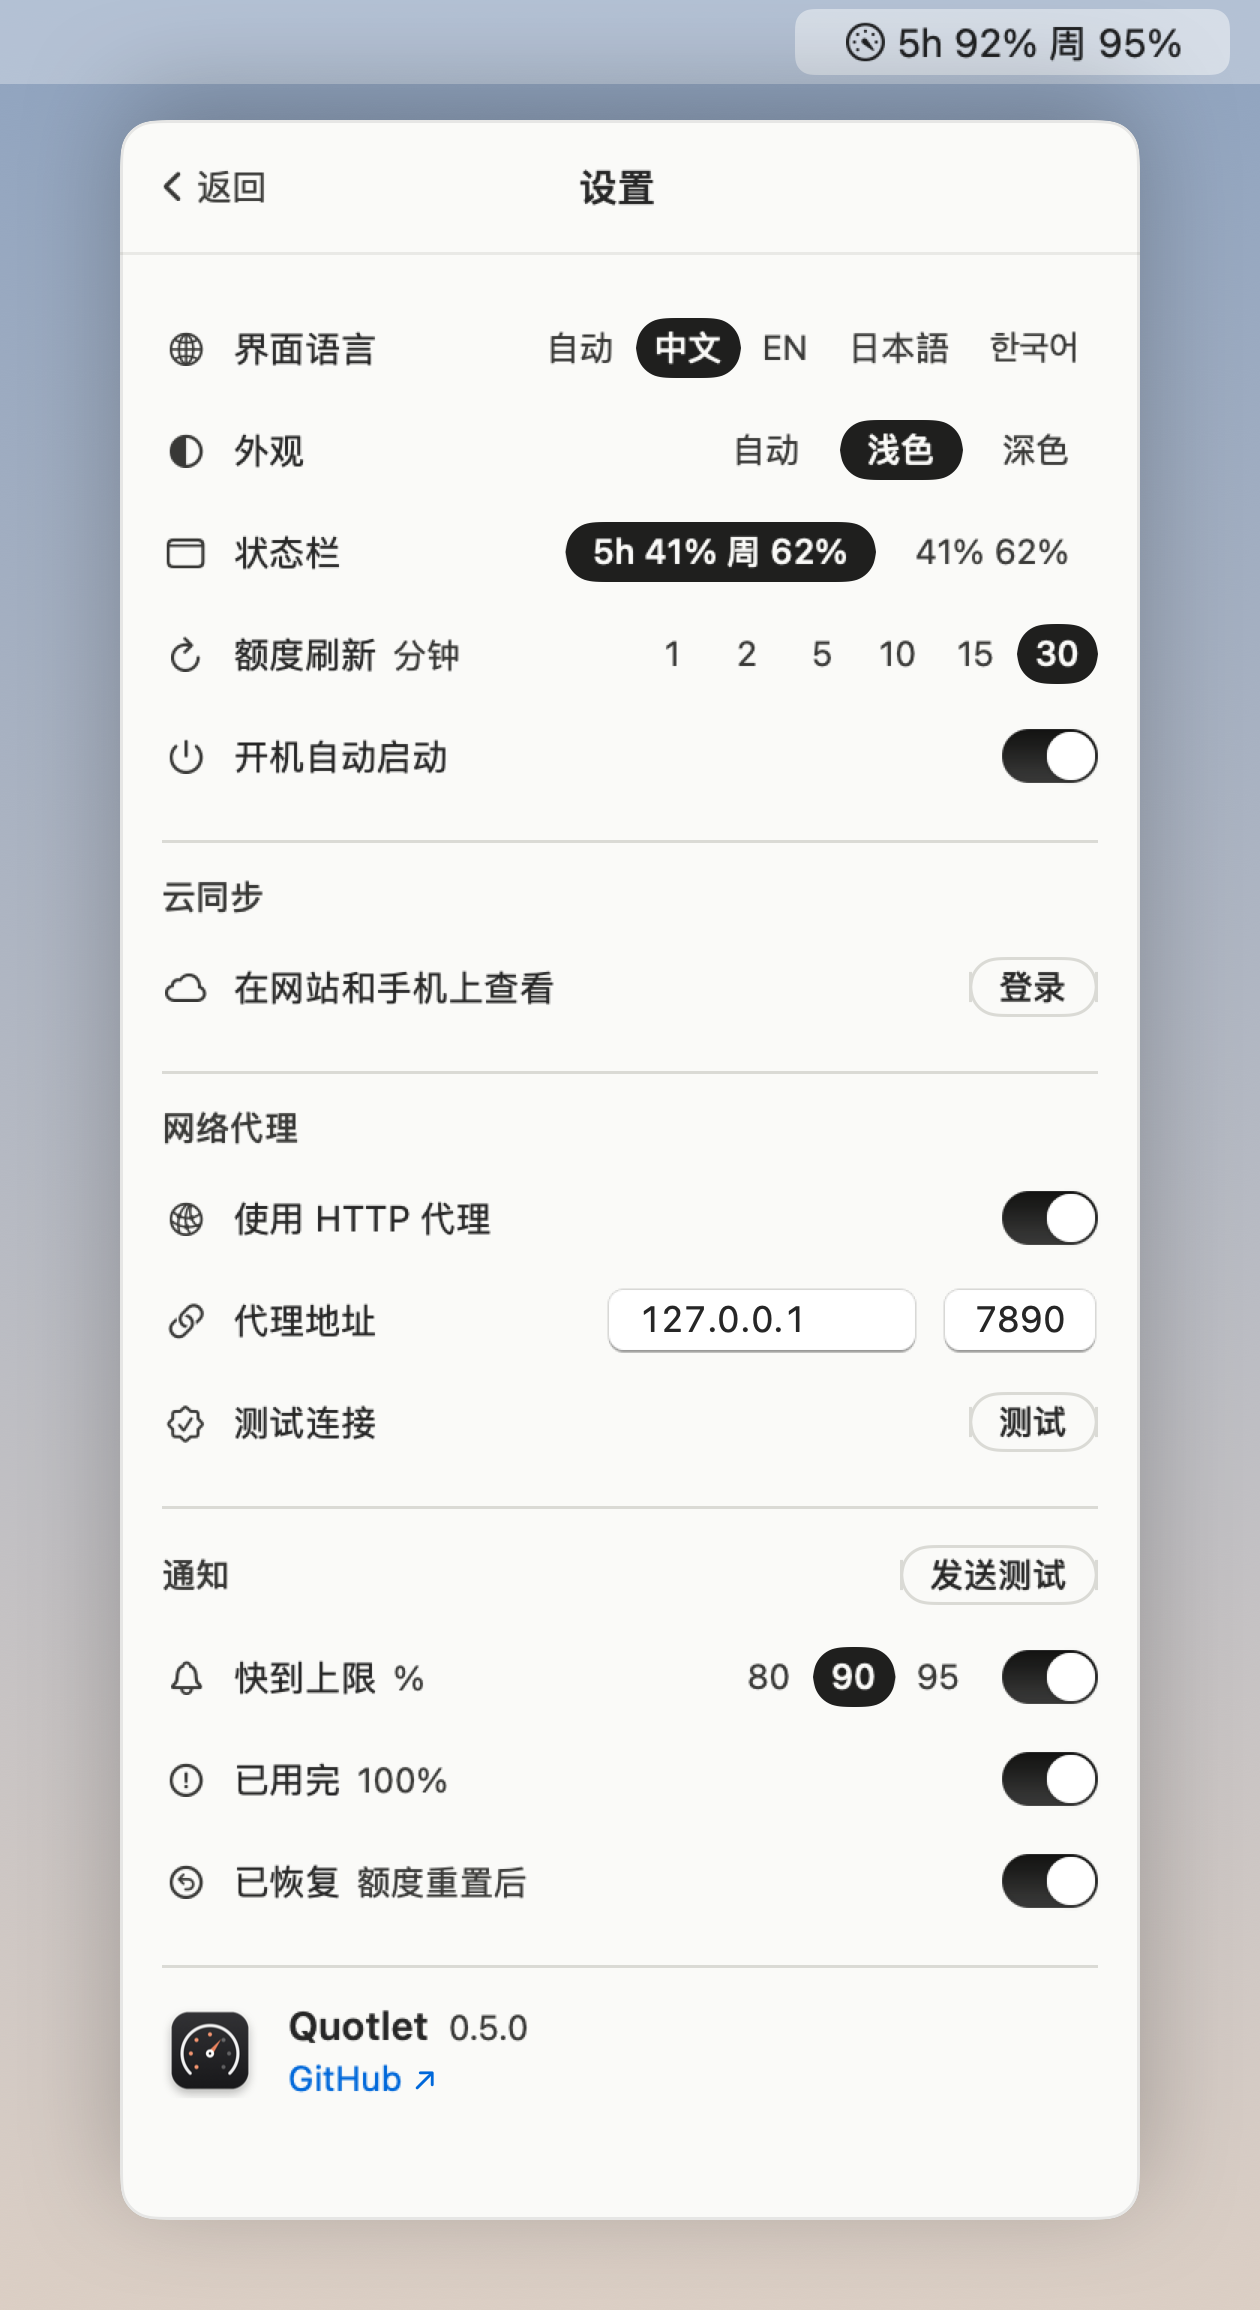 5h 92% 周 95%
返回 设置
界面语言 自动 中文 EN 日本語 한국어
外观 自动 浅色 深色
状态栏 5h 41% 周 62% 41% 62%
额度刷新 分钟 1 2 5 10 15 30
开机自动启动
云同步
在网站和手机上查看 登录
网络代理
使用 HTTP 代理
代理地址 127.0.0.1 7890
测试连接 测试
通知 发送测试
快到上限 % 80 90 95
已用完 100%
已恢复 额度重置后
Quotlet 0.5.0
GitHub ↗